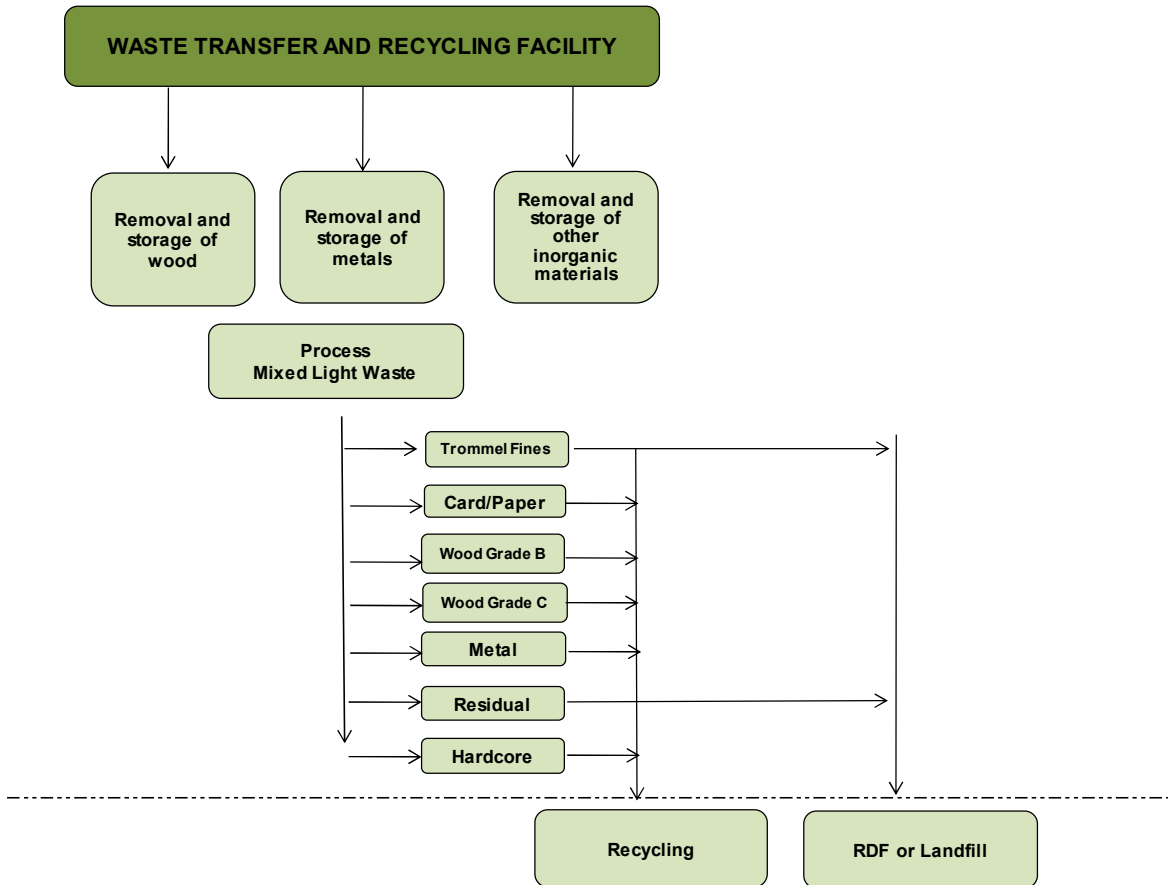 WASTE TRANSFER AND RECYCLING FACILITY
Removal and
storage of
wood
Removal and
storage of
metals
Removal and
storage of
other
inorganic
materials
Process
Mixed Light Waste
Trommel Fines
Card/Paper
Wood Grade B
Wood Grade C
Metal
Residual
Hardcore
Recycling
RDF or Landfill